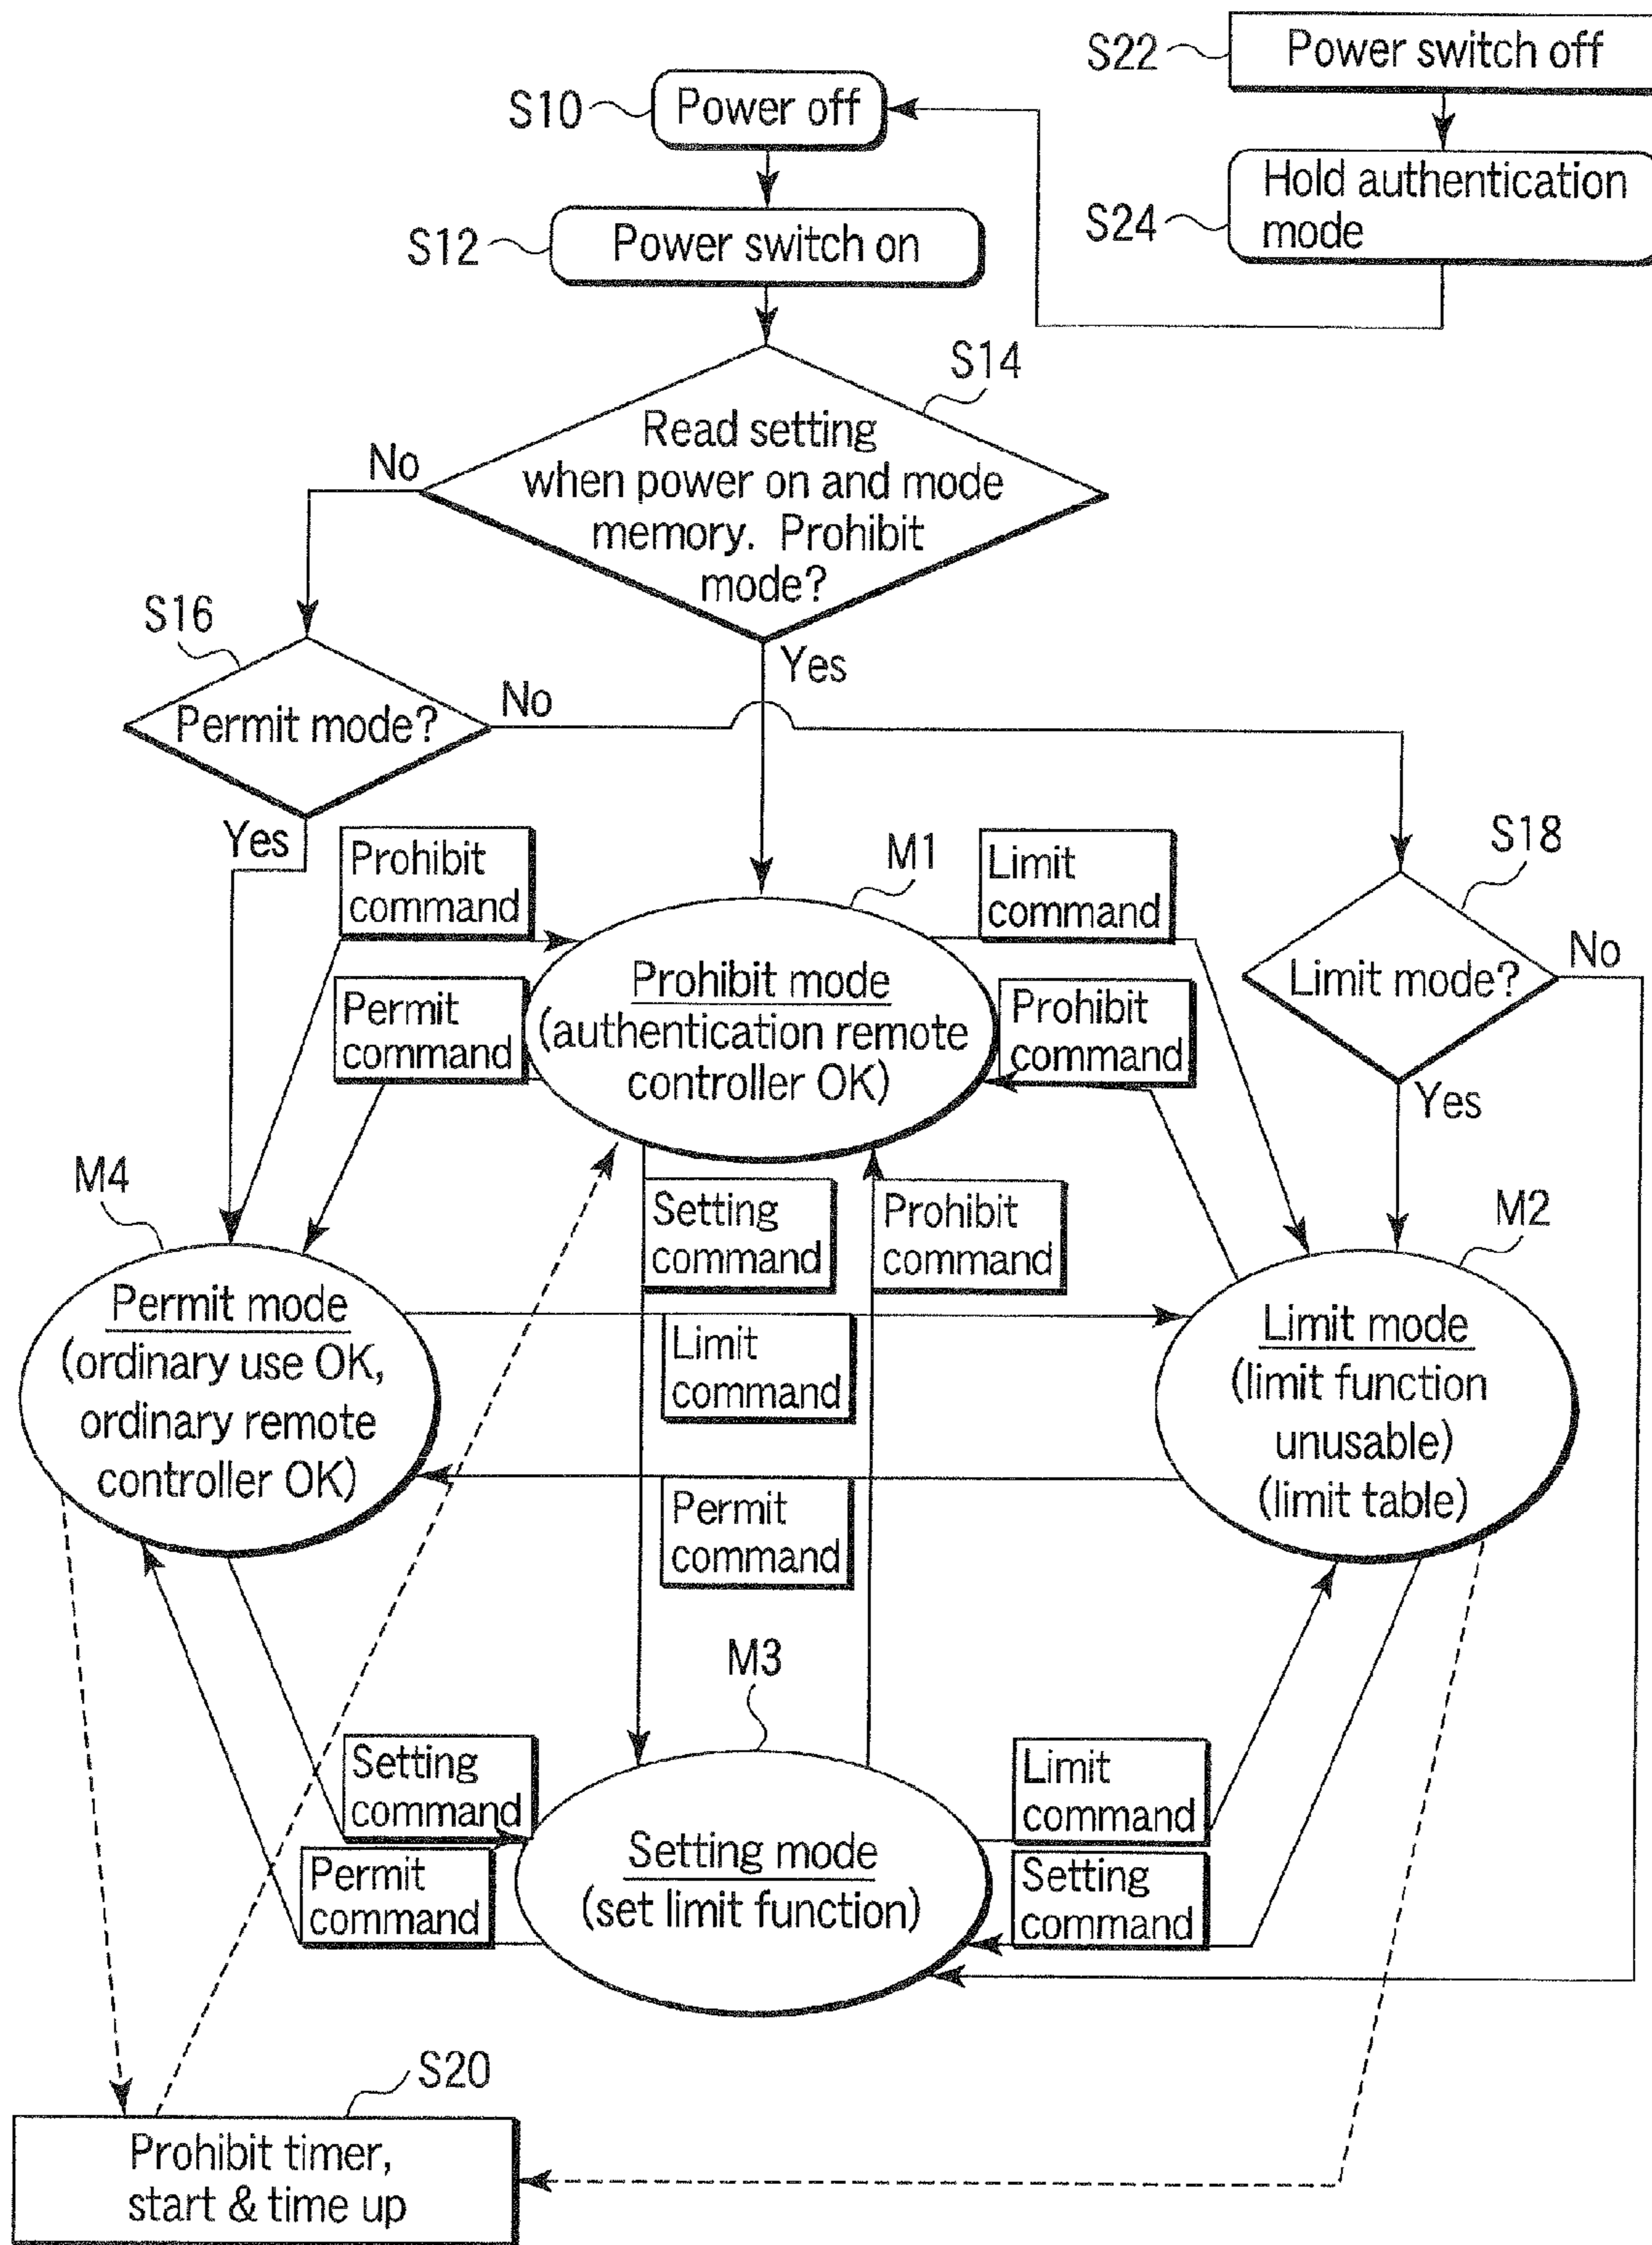 S22
Power switch off
S10
Power off
S24
Hold authentication
mode
S12
Power switch on
S14
Read setting
when power on and mode
memory. Prohibit
mode?
No
Yes
S16
Permit mode?
No
Yes
S18
Limit mode?
No
Yes
Prohibit
command
M1
Limit
command
Permit
command
Prohibit mode
(authentication remote
controller OK)
Prohibit
command
M4
Setting
command
Prohibit
command
M2
Permit mode
(ordinary use OK,
ordinary remote
controller OK)
Limit
command
Limit mode
(limit function
unusable)
(limit table)
Permit
command
M3
Setting
command
Limit
command
Permit
command
Setting mode
(set limit function)
Setting
command
S20
Prohibit timer,
start & time up